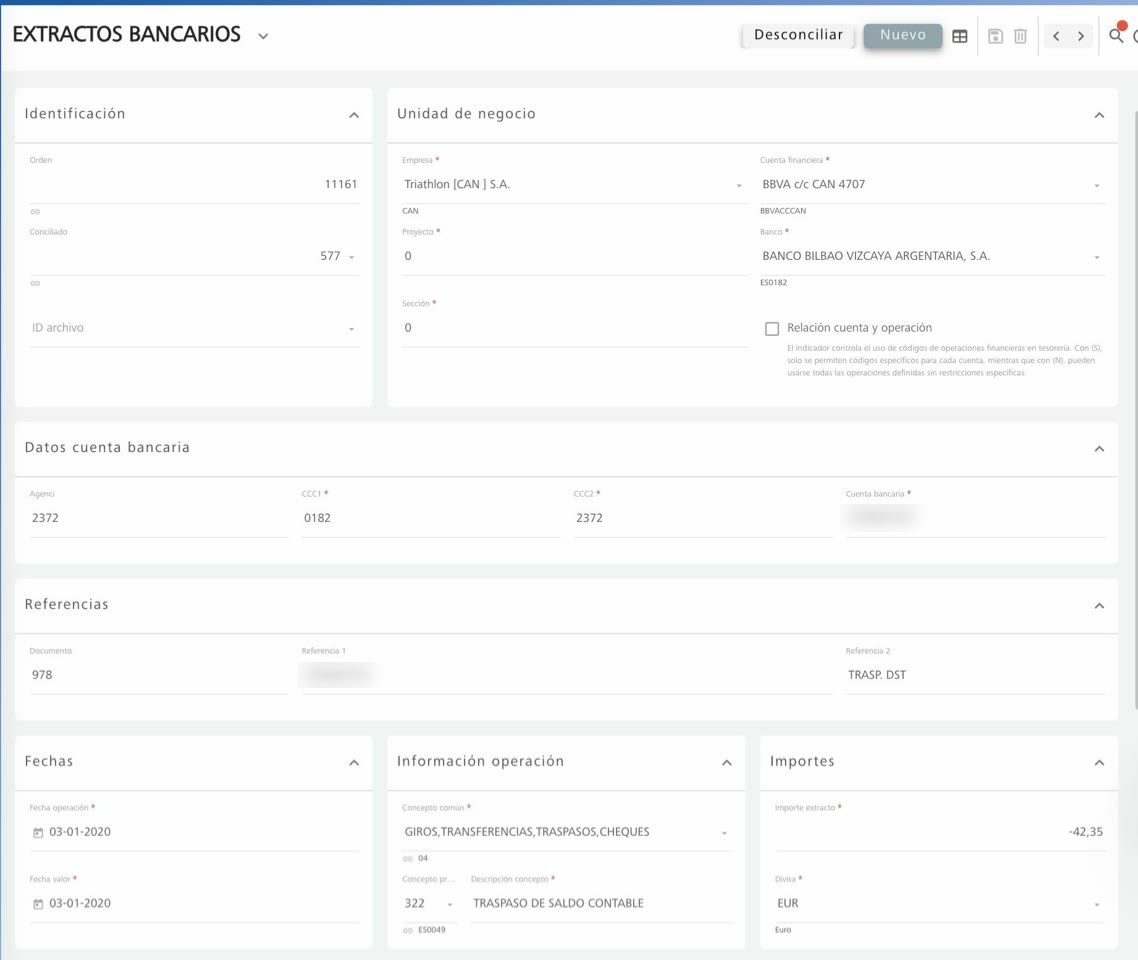 EXTRACTOS BANCARIOS
Desconciliar
Nuevo
Identificación
Orden
11161
Conciliado
577
ID archivo
Unidad de negocio
Empresa *
Triathlon [CAN ] S.A.
CAN
Cuenta financiera *
BBVA c/c CAN 4707
BBVACCCAN
Proyecto *
0
Banco *
BANCO BILBAO VIZCAYA ARGENTARIA, S.A.
ES0182
Sección *
0
Relación cuenta y operación
El indicador controla el uso de códigos de operaciones financieras en tesorería. Con (S),
solo se permiten códigos específicos para cada cuenta, mientras que con (N), pueden
usarse todas las operaciones definidas sin restricciones específicas.
Datos cuenta bancaria
Agenci
2372
CCC1 *
0182
CCC2 *
2372
Cuenta bancaria *
Referencias
Documento
978
Referencia 1
Referencia 2
TRASP. DST
Fechas
Fecha operación *
03-01-2020
Fecha valor *
03-01-2020
Información operación
Concepto común *
GIROS,TRANSFERENCIAS,TRASPASOS,CHEQUES
04
Concepto pr...
322
ES0049
Descripción concepto *
TRASPASO DE SALDO CONTABLE
Importes
Importe extracto *
-42,35
Divisa *
EUR
Euro